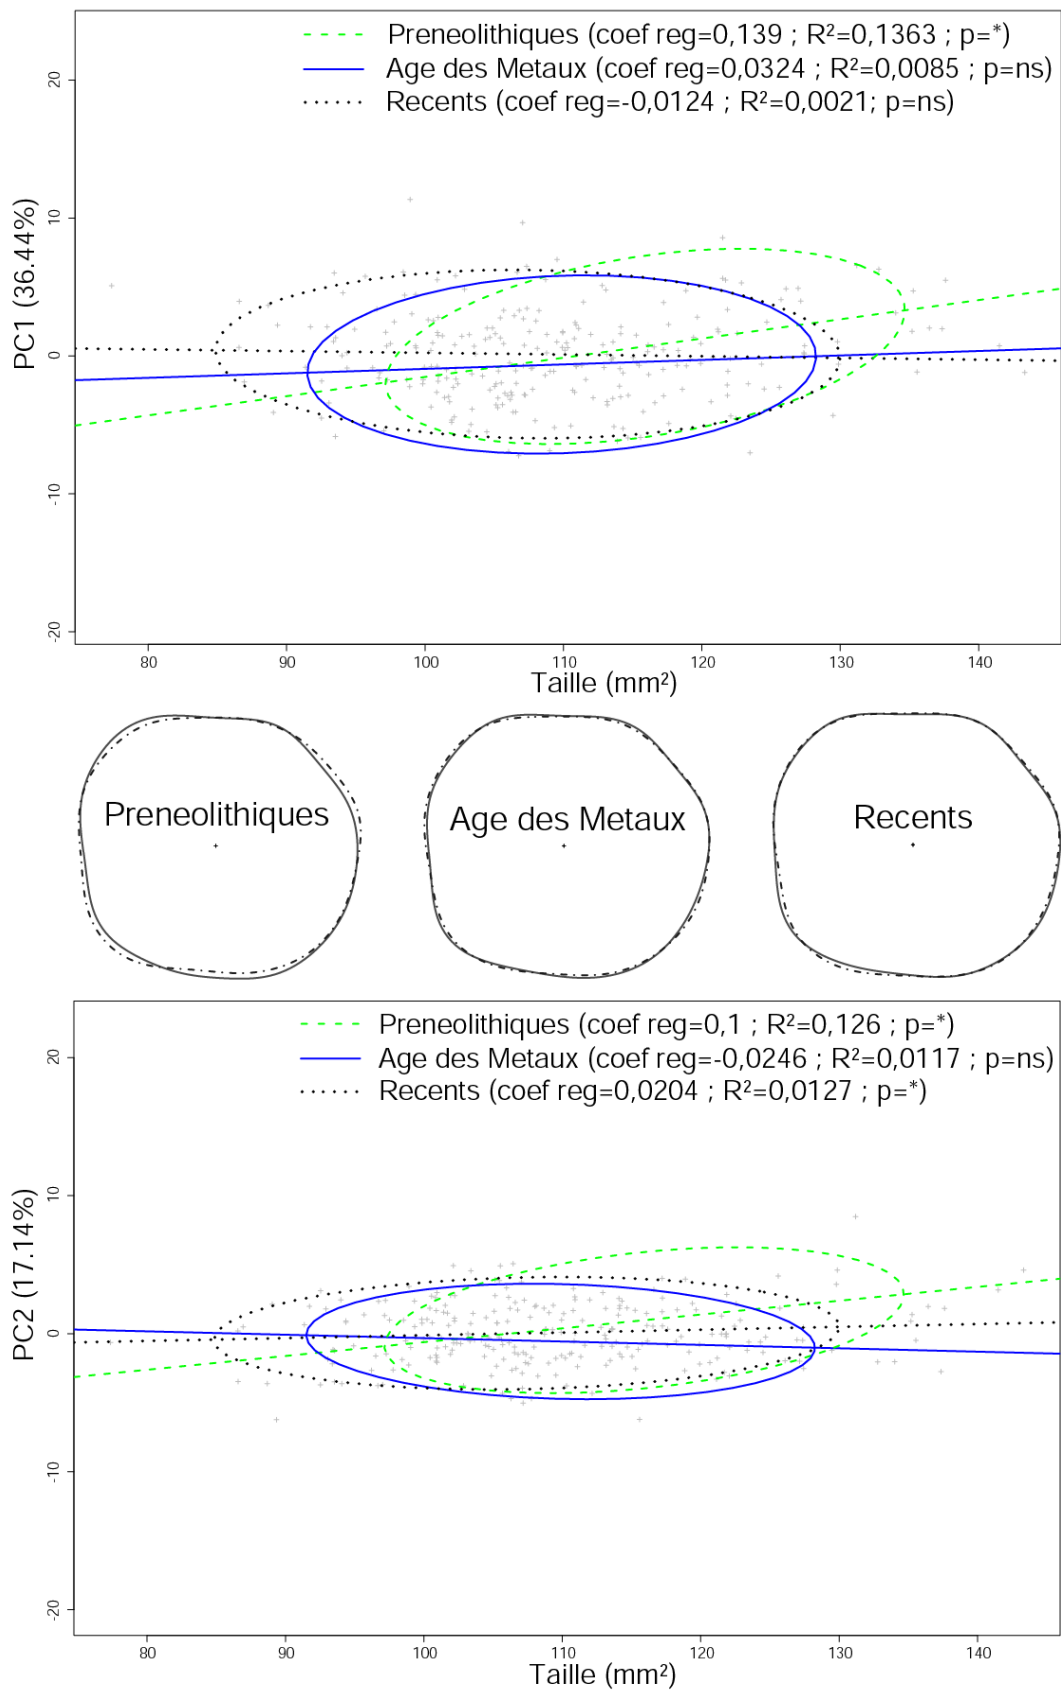 Preneolithiques (coef reg=0,139 ; R²=0,1363 ; p=*)
Age des Metaux (coef reg=0,0324 ; R²=0,0085 ; p=ns)
Recents (coef reg=-0,0124 ; R²=0,0021; p=ns)
PC1 (36.44%)
20
10
0
-10
-20
80 90 100 110 120 130 140
Taille (mm²)
Preneolithiques
Age des Metaux
Recents
Preneolithiques (coef reg=0,1 ; R²=0,126 ; p=*)
Age des Metaux (coef reg=-0,0246 ; R²=0,0117 ; p=ns)
Recents (coef reg=0,0204 ; R²=0,0127 ; p=*)
PC2 (17.14%)
20
10
0
-10
-20
80 90 100 110 120 130 140
Taille (mm²)